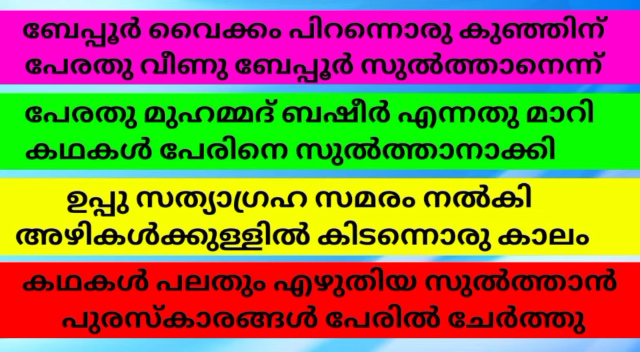 ബേപ്പൂർ വൈക്കം പിറന്നൊരു കുഞ്ഞിന്
പേരതു വീണു ബേപ്പൂർ സുൽത്താനെന്ന്
പേരതു മുഹമ്മദ് ബഷീർ എന്നതു മാറി
കഥകൾ പേരിനെ സുൽത്താനാക്കി
ഉപ്പു സത്യാഗ്രഹ സമരം നൽകി
അഴികൾക്കുള്ളിൽ കിടന്നൊരു കാലം
കഥകൾ പലതും എഴുതിയ സുൽത്താൻ
പുരസ്കാരങ്ങൾ പേരിൽ ചേർത്തു